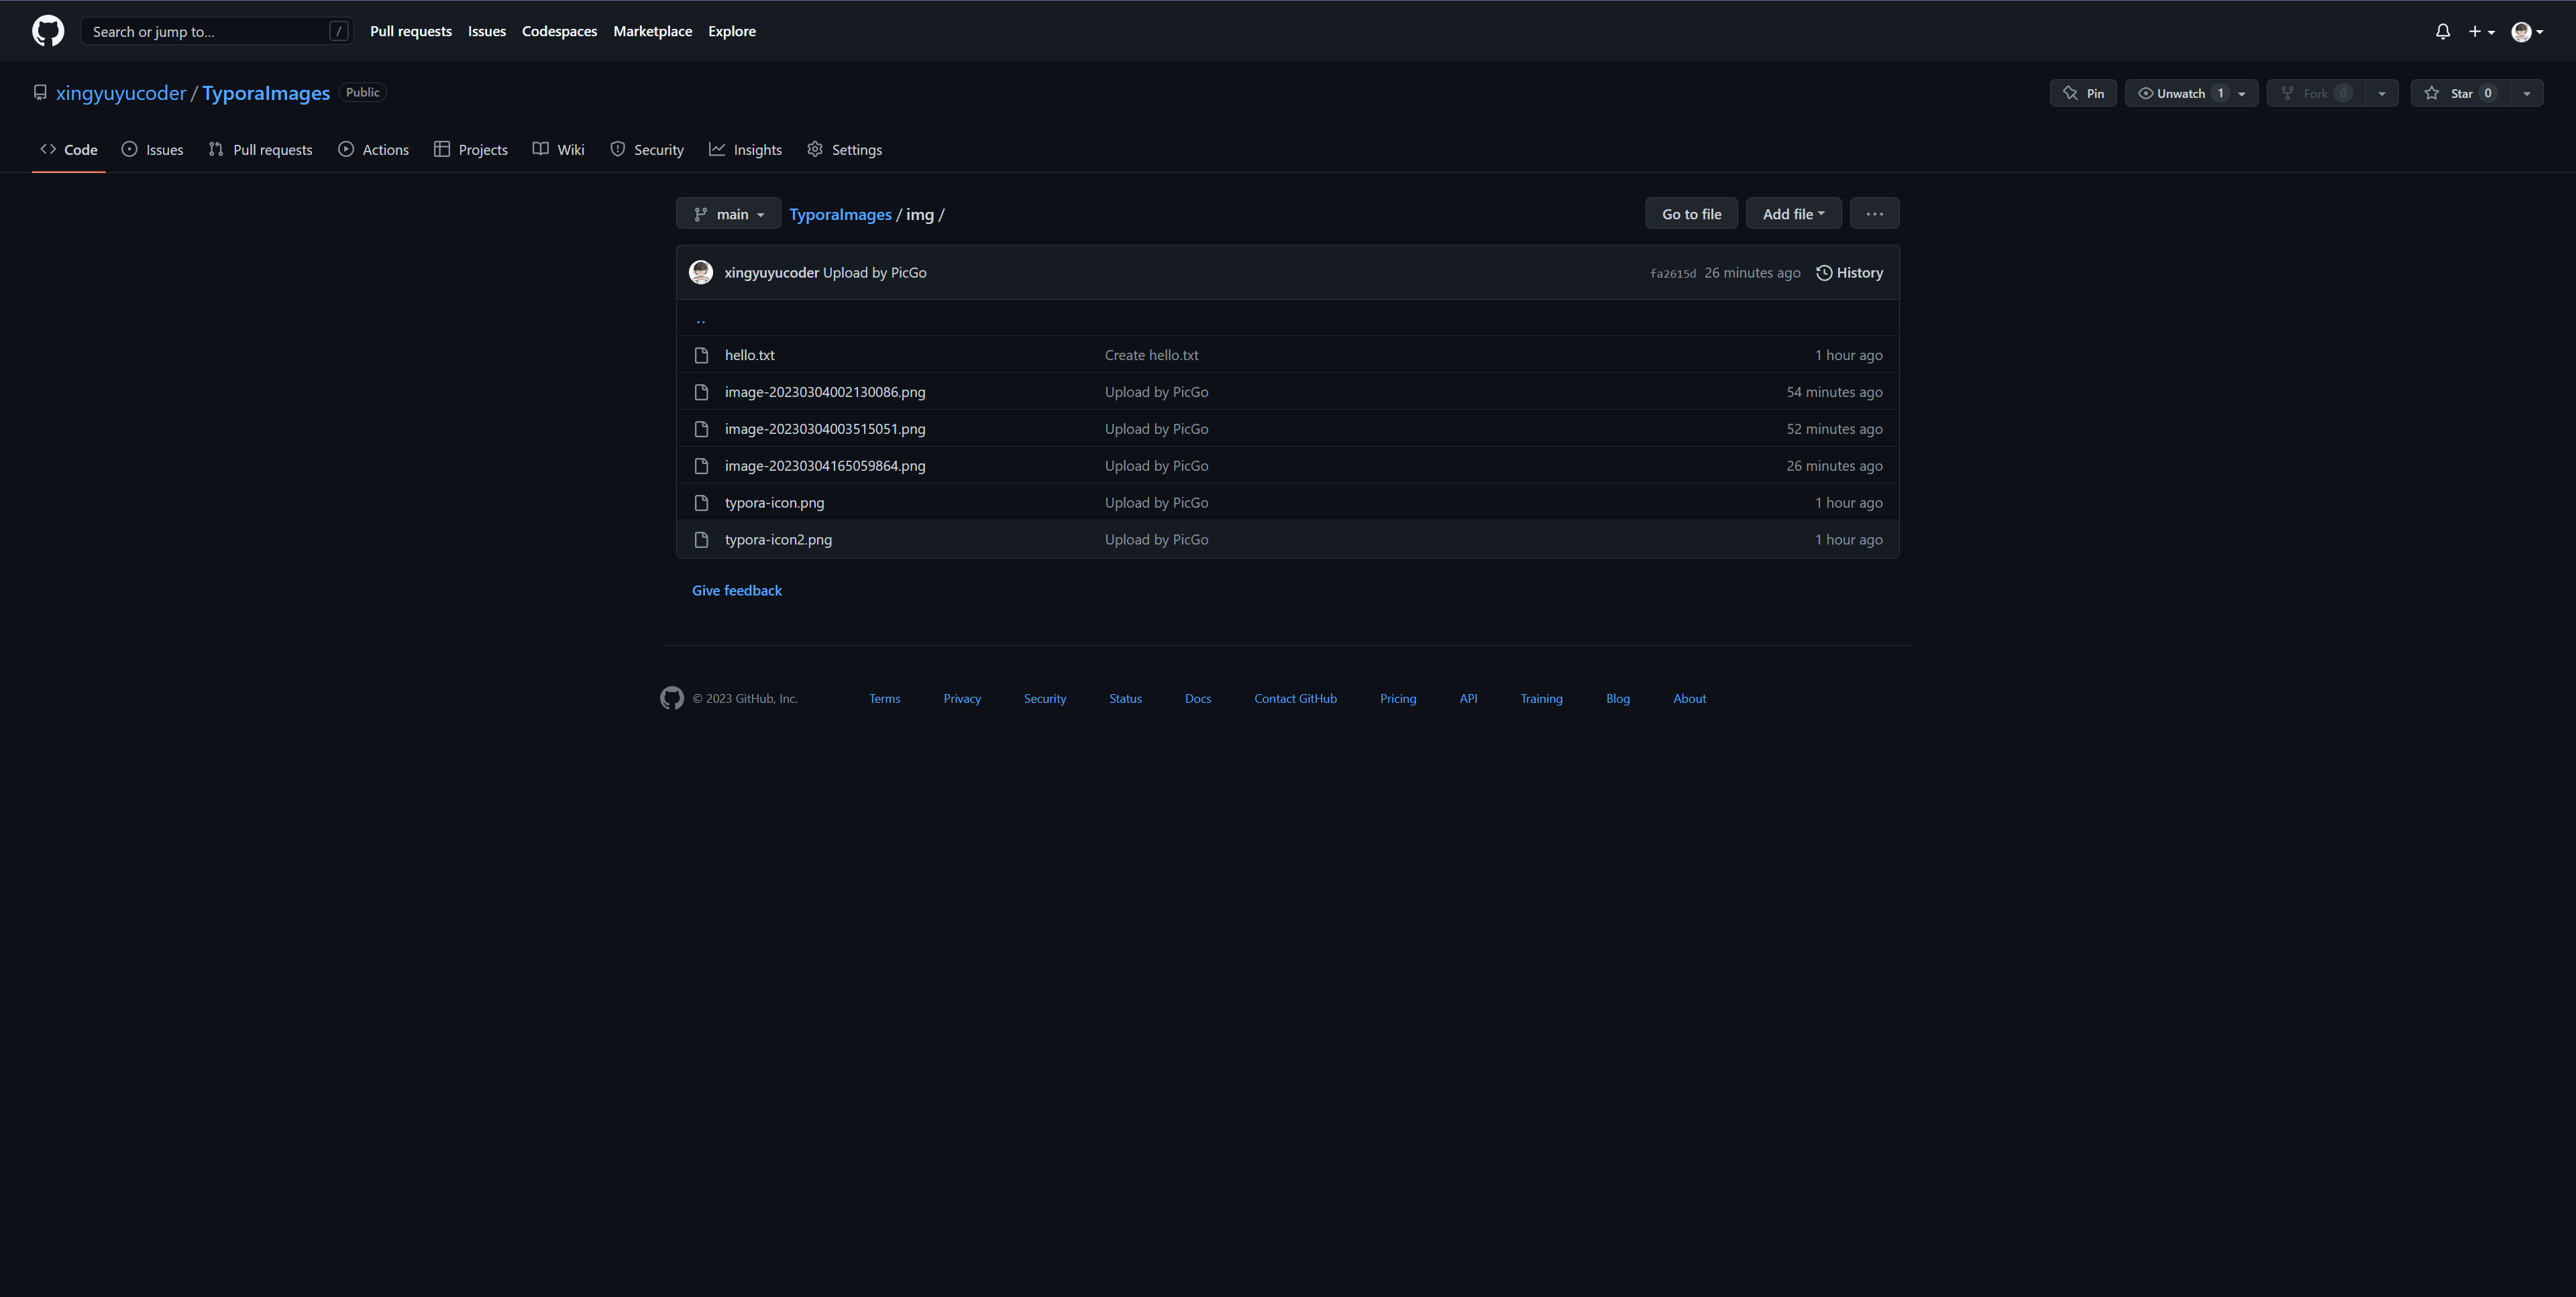 Search or jump to... / Pull requests Issues Codespaces Marketplace Explore
xingyuyucoder / TyporaImages Public Pin Unwatch 1 Fork 0 Star 0
Code Issues Pull requests Actions Projects Wiki Security Insights Settings
main TyporaImages / img / Go to file Add file ...
xingyuyucoder Upload by PicGo fa2615d 26 minutes ago History
..
hello.txt Create hello.txt 1 hour ago
image-20230304002130086.png Upload by PicGo 54 minutes ago
image-20230304003515051.png Upload by PicGo 52 minutes ago
image-20230304165059864.png Upload by PicGo 26 minutes ago
typora-icon.png Upload by PicGo 1 hour ago
typora-icon2.png Upload by PicGo 1 hour ago
Give feedback
© 2023 GitHub, Inc. Terms Privacy Security Status Docs Contact GitHub Pricing API Training Blog About